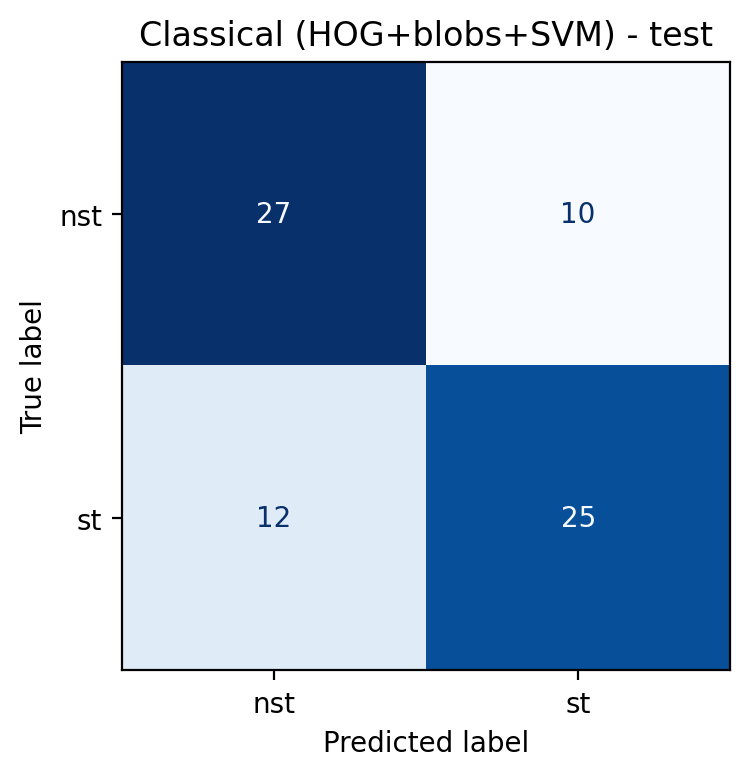 Classical (HOG+blobs+SVM) - test
nst
27
10
True label
st
12
25
nst
st
Predicted label